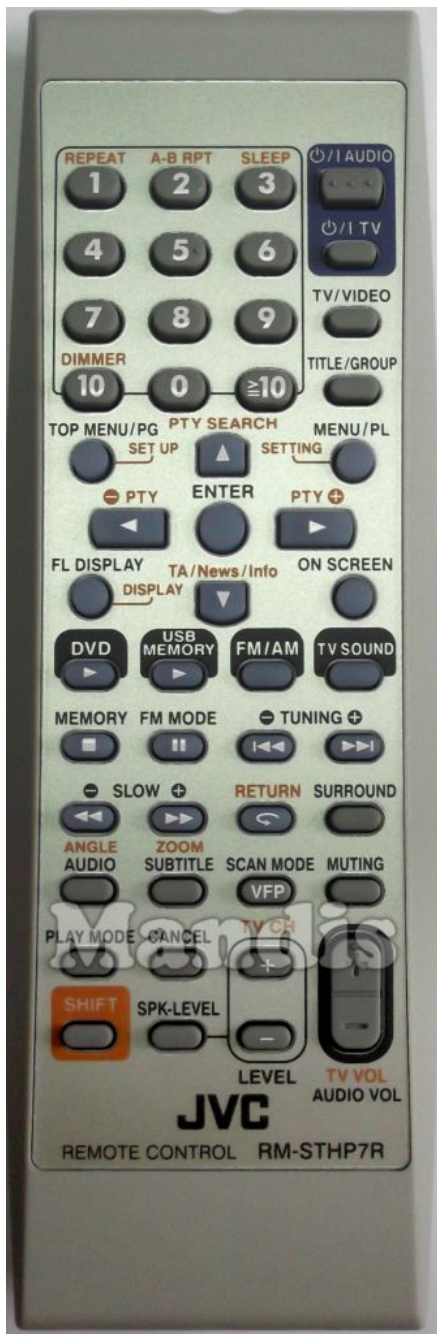 REPEAT A-B RPT SLEEP ⏻/I AUDIO
1 2 3
4 5 6 ⏻/I TV
7 8 9 TV/VIDEO
DIMMER TITLE/GROUP
10 0 ≧10
TOP MENU/PG PTY SEARCH MENU/PL
SET UP SETTING
PTY ENTER PTY
FL DISPLAY TA/News/Info ON SCREEN
DISPLAY
DVD USB MEMORY FM/AM TV SOUND
MEMORY FM MODE TUNING
SLOW RETURN SURROUND
ANGLE ZOOM
AUDIO SUBTITLE SCAN MODE MUTING
VFP
Mandis
PLAY MODE CANCEL TV CH
+
SHIFT SPK-LEVEL
− −
LEVEL TV VOL
AUDIO VOL
JVC
REMOTE CONTROL RM-STHP7R